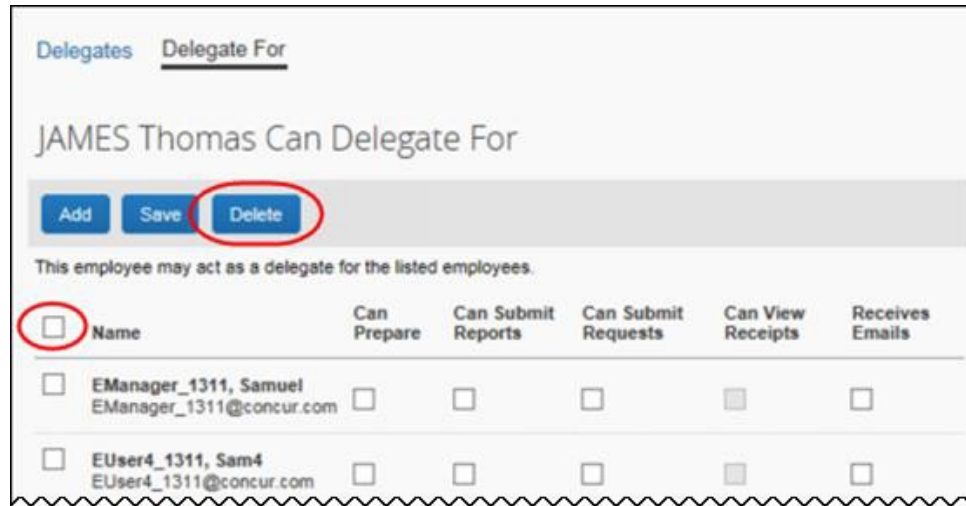 Delegates Delegate For
JAMES Thomas Can Delegate For
Add Save Delete
This employee may act as a delegate for the listed employees.
Name Can Prepare Can Submit Reports Can Submit Requests Can View Receipts Receives Emails
EManager_1311, Samuel
EManager_1311@concur.com
EUser4_1311, Sam4
EUser4_1311@concur.com